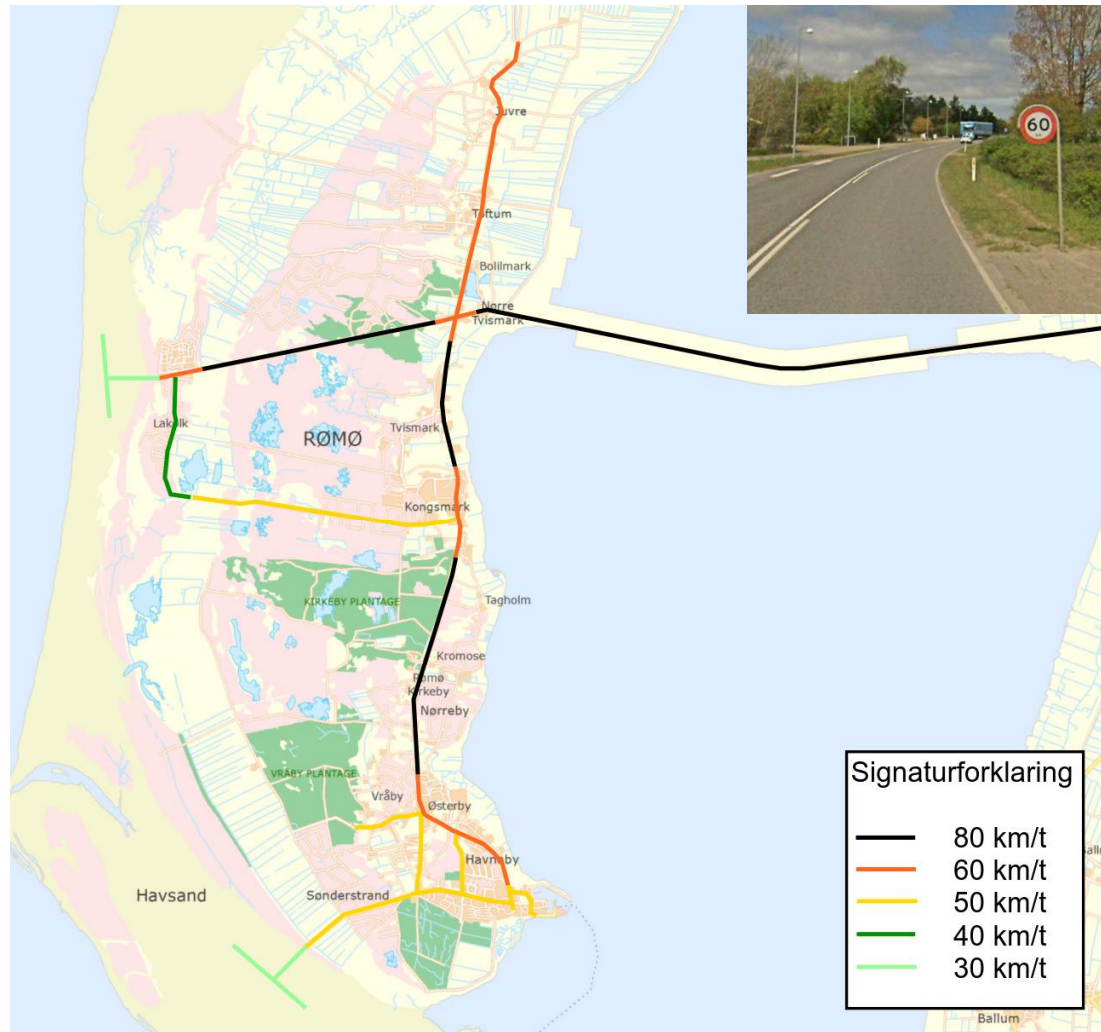 60
Juvre
Toftum
Bolilmark
Nørre
Tvismark
Lakolk
Tvismark
RØMØ
Kongsmark
KIRKEBY PLANTAGE
Tagholm
Kromose
Rømø
Kirkeby
Nørreby
VRÅBY PLANTAGE
Vråby
Østerby
Havneby
Sønderstrand
Havsand
Signaturforklaring
80 km/t
60 km/t
50 km/t
40 km/t
30 km/t
Ballum